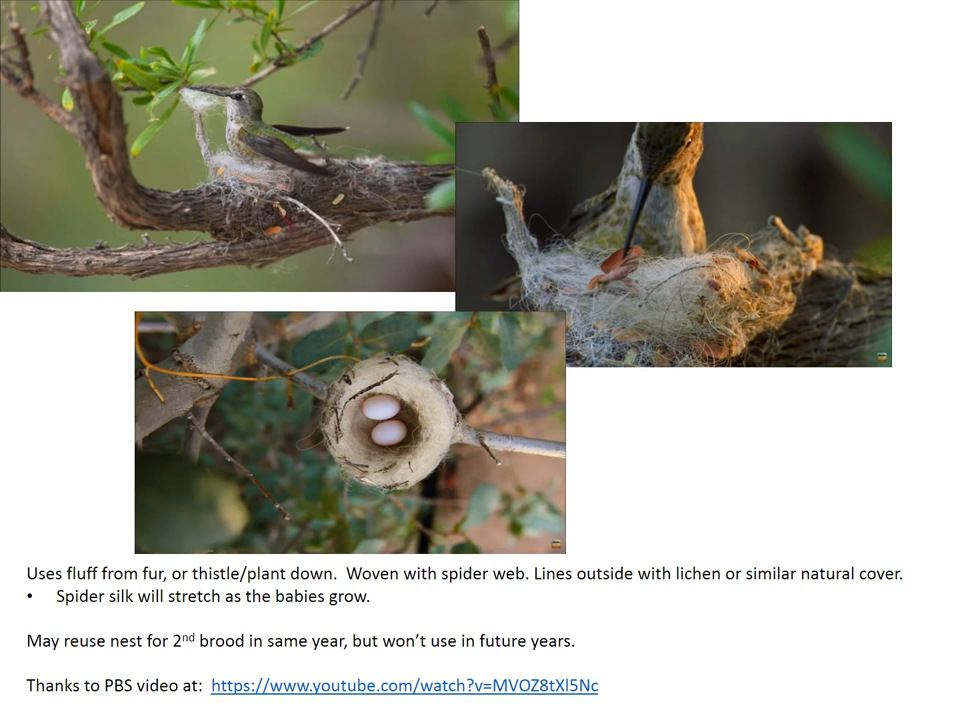 Uses fluff from fur, or thistle/plant down.  Woven with spider web. Lines outside with lichen or similar natural cover.
• Spider silk will stretch as the babies grow.
May reuse nest for 2nd brood in same year, but won’t use in future years.
Thanks to PBS video at:  https://www.youtube.com/watch?v=MVOZ8tXl5Nc